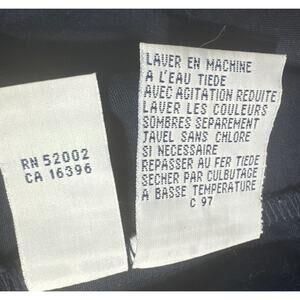 RN 52002
CA 16396
LAVER EN MACHINE
A L'EAU TIEDE
AVEC AGITATION REDUITE
LAVER LES COULEURS
SOMBRES SEPAREMENT
JAVEL SANS CHLORE
SI NECESSAIRE
REPASSER AU FER TIEDE
SECHER PAR CULBUTAGE
A BASSE TEMPERATURE
C 97